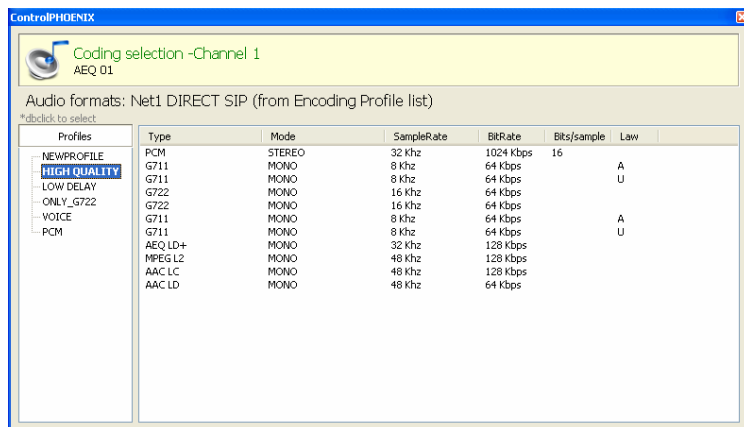 ControlPHOENIX
Coding selection -Channel 1
AEQ 01
Audio formats: Net1 DIRECT SIP (from Encoding Profile list)
*dbclick to select
Profiles
NEWPROFILE
HIGH QUALITY
LOW DELAY
ONLY_G722
VOICE
PCM
Type Mode SampleRate BitRate Bits/sample Law
PCM STEREO 32 Khz 1024 Kbps 16
G711 MONO 8 Khz 64 Kbps A
G711 MONO 8 Khz 64 Kbps U
G722 MONO 16 Khz 64 Kbps
G722 MONO 16 Khz 64 Kbps
G711 MONO 8 Khz 64 Kbps A
G711 MONO 8 Khz 64 Kbps U
AEQ LD+ MONO 32 Khz 128 Kbps
MPEG L2 MONO 48 Khz 128 Kbps
AAC LC MONO 48 Khz 128 Kbps
AAC LD MONO 48 Khz 64 Kbps